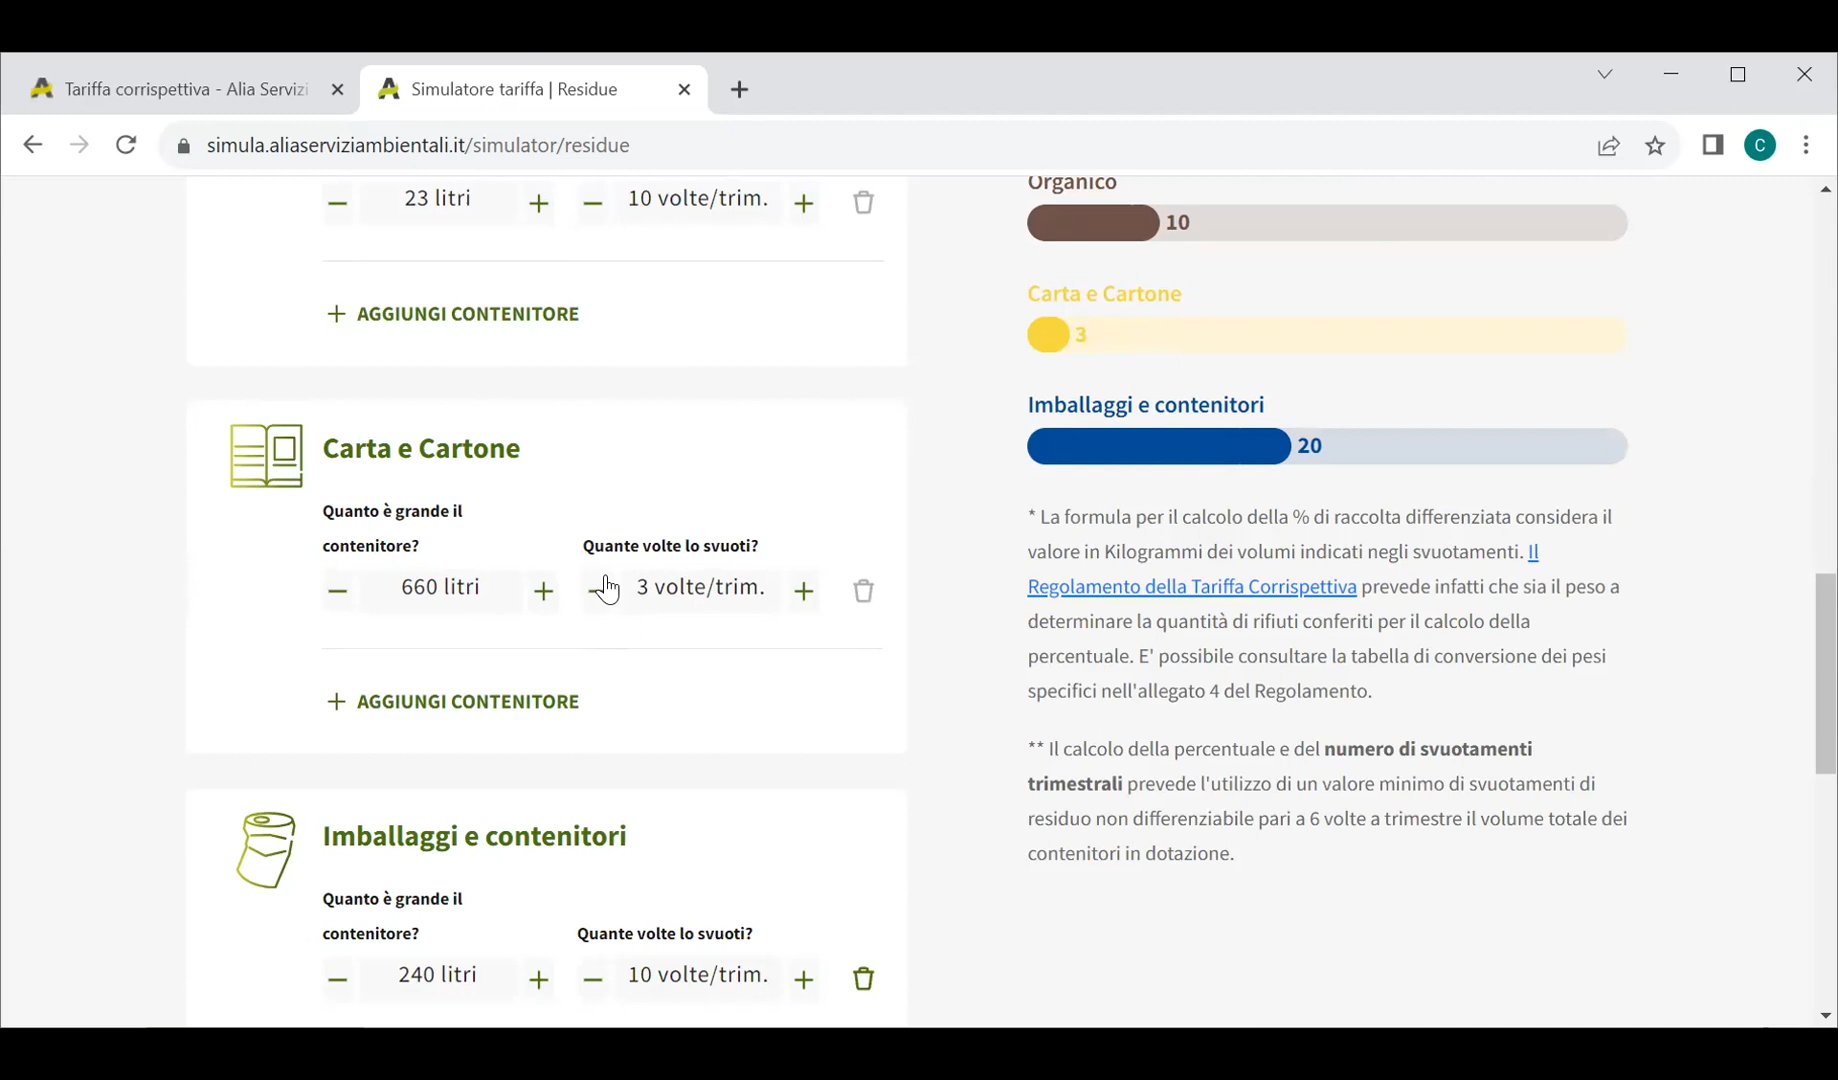 Tariffa corrispettiva - Alia Servizi
Simulatore tariffa | Residue
simula.aliaserviziambientali.it/simulator/residue
C
23 litri
10 volte/trim.
AGGIUNGI CONTENITORE
Carta e Cartone
Quanto è grande il
contenitore?
Quante volte lo svuoti?
660 litri
3 volte/trim.
AGGIUNGI CONTENITORE
Imballaggi e contenitori
Quanto è grande il
contenitore?
Quante volte lo svuoti?
240 litri
10 volte/trim.
Organico
10
Carta e Cartone
3
Imballaggi e contenitori
20
* La formula per il calcolo della % di raccolta differenziata considera il
valore in Kilogrammi dei volumi indicati negli svuotamenti. Il
Regolamento della Tariffa Corrispettiva prevede infatti che sia il peso a
determinare la quantità di rifiuti conferiti per il calcolo della
percentuale. E' possibile consultare la tabella di conversione dei pesi
specifici nell'allegato 4 del Regolamento.
** Il calcolo della percentuale e del numero di svuotamenti
trimestrali prevede l'utilizzo di un valore minimo di svuotamenti di
residuo non differenziabile pari a 6 volte a trimestre il volume totale dei
contenitori in dotazione.